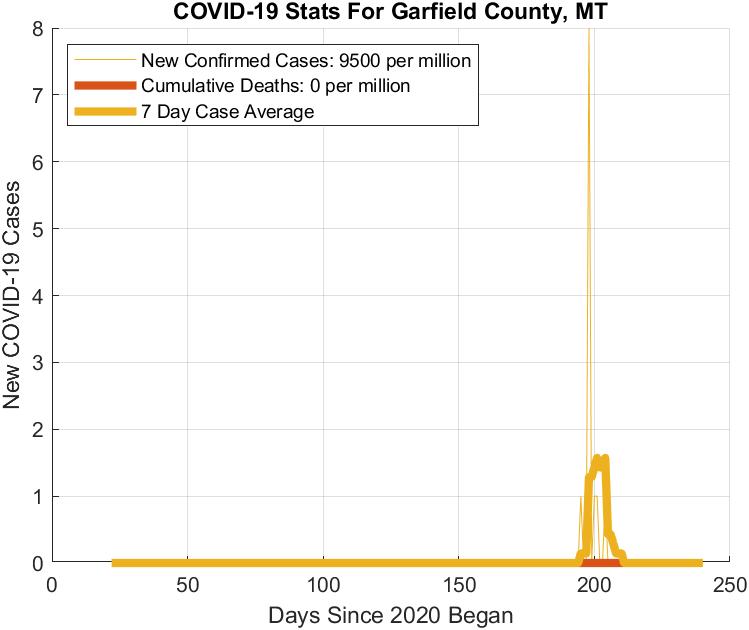 COVID-19 Stats For Garfield County, MT
New Confirmed Cases: 9500 per million
Cumulative Deaths: 0 per million
7 Day Case Average
New COVID-19 Cases
8
7
6
5
4
3
2
1
0
0 50 100 150 200 250
Days Since 2020 Began